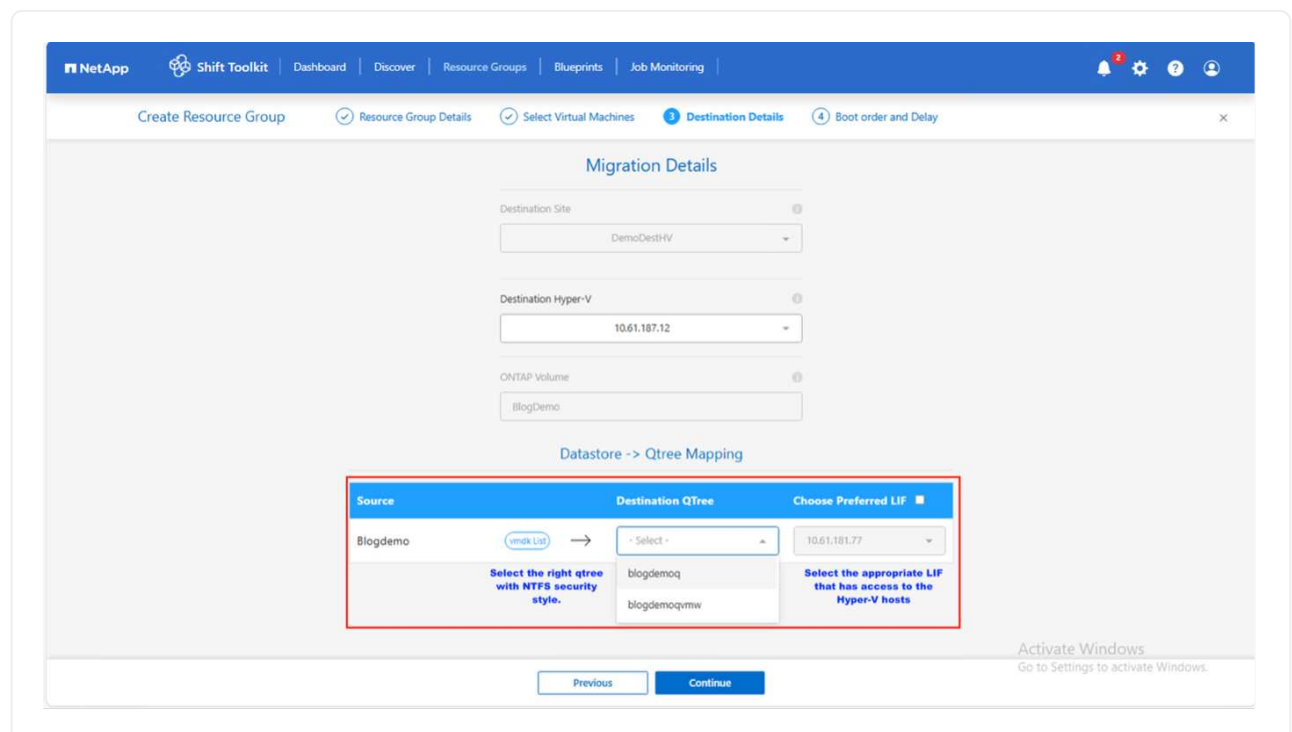 NetApp Shift Toolkit Dashboard Discover Resource Groups Blueprints Job Monitoring 2 ?
Create Resource Group Resource Group Details Select Virtual Machines 3 Destination Details 4 Boot order and Delay ×
Migration Details
Destination Site
DemoDestHV
Destination Hyper-V
10.61.187.12
ONTAP Volume
BlogDemo
Datastore -> Qtree Mapping
Source Destination QTree Choose Preferred LIF
Blogdemo vmdk List → - Select - 10.61.181.77
Select the right qtree
with NTFS security
style.
blogdemoq
blogdemoqvmw
Select the appropriate LIF
that has access to the
Hyper-V hosts
Activate Windows
Go to Settings to activate Windows.
Previous Continue